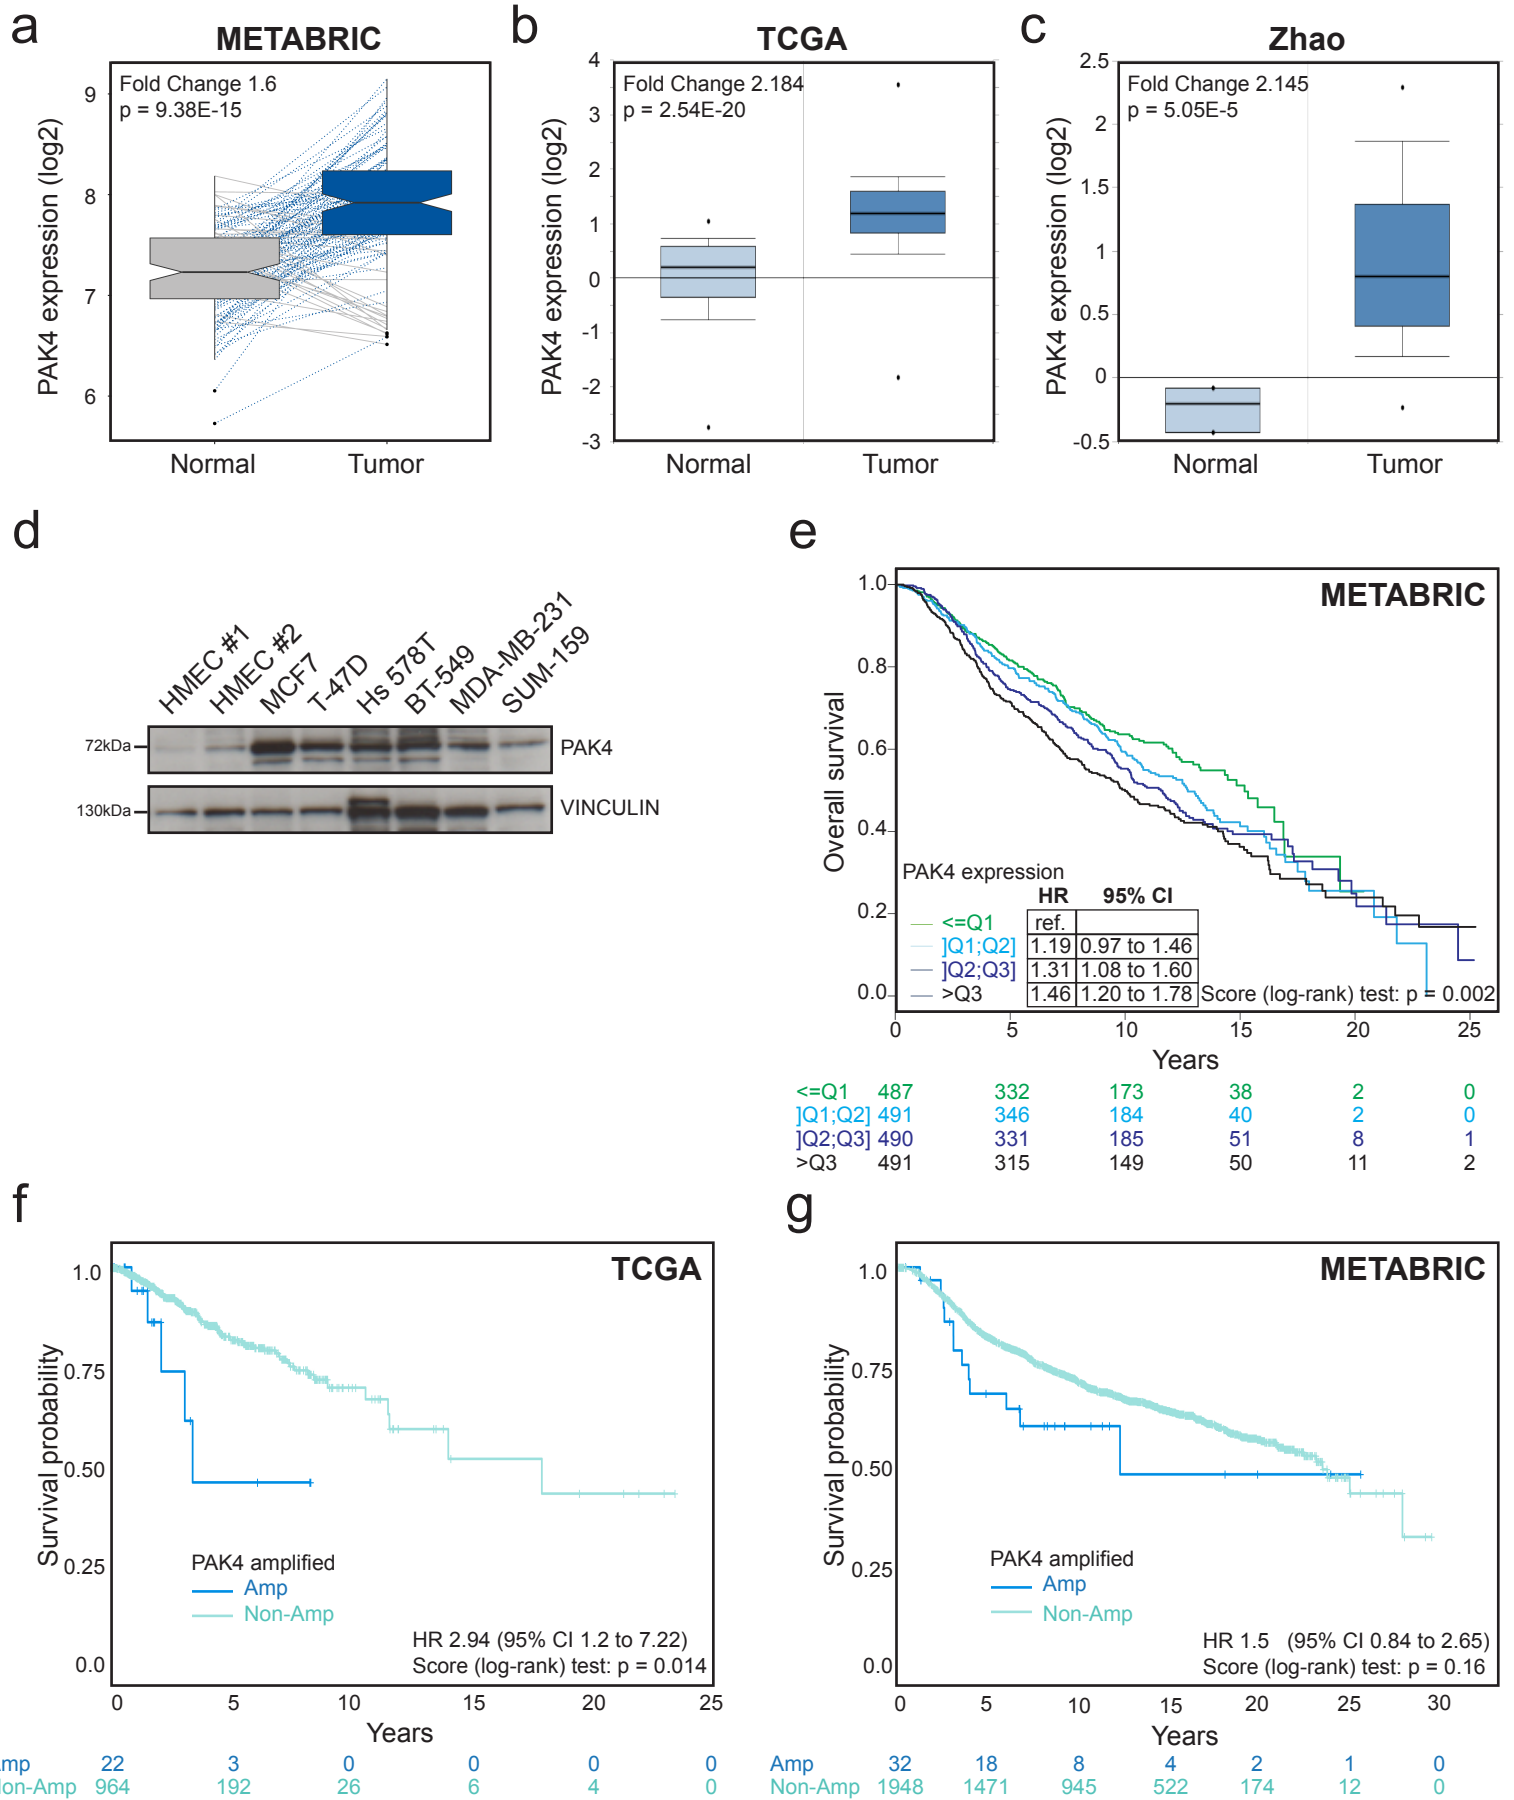 a
METABRIC
Fold Change 1.6
p = 9.38E-15
PAK4 expression (log2)
9
8
7
6
Normal
Tumor
b
TCGA
Fold Change 2.184
p = 2.54E-20
PAK4 expression (log2)
4
3
2
1
0
-1
-2
-3
Normal
Tumor
c
Zhao
Fold Change 2.145
p = 5.05E-5
PAK4 expression (log2)
2.5
2
1.5
1
0.5
0
-0.5
Normal
Tumor
d
HMEC #1
HMEC #2
MCF7
T-47D
Hs 578T
BT-549
MDA-MB-231
SUM-159
72kDa
PAK4
130kDa
VINCULIN
e
METABRIC
Overall survival
1.0
0.8
0.6
0.4
0.2
0.0
PAK4 expression
HR 95% CI
<=Q1 ref.
]Q1;Q2] 1.19 0.97 to 1.46
]Q2;Q3] 1.31 1.08 to 1.60
>Q3 1.46 1.20 to 1.78
Score (log-rank) test: p = 0.002
0 5 10 15 20 25
Years
<=Q1 487 332 173 38 2 0
]Q1;Q2] 491 346 184 40 2 0
]Q2;Q3] 490 331 185 51 8 1
>Q3 491 315 149 50 11 2
f
TCGA
Survival probability
1.0
0.75
0.50
0.25
0.0
PAK4 amplified
Amp
Non-Amp
HR 2.94 (95% CI 1.2 to 7.22)
Score (log-rank) test: p = 0.014
0 5 10 15 20 25
Years
mp 22 3 0 0 0 0
on-Amp 964 192 26 6 4 0
g
METABRIC
Survival probability
1.0
0.75
0.50
0.25
0.0
PAK4 amplified
Amp
Non-Amp
HR 1.5 (95% CI 0.84 to 2.65)
Score (log-rank) test: p = 0.16
0 5 10 15 20 25 30
Years
Amp 32 18 8 4 2 1 0
Non-Amp 1948 1471 945 522 174 12 0